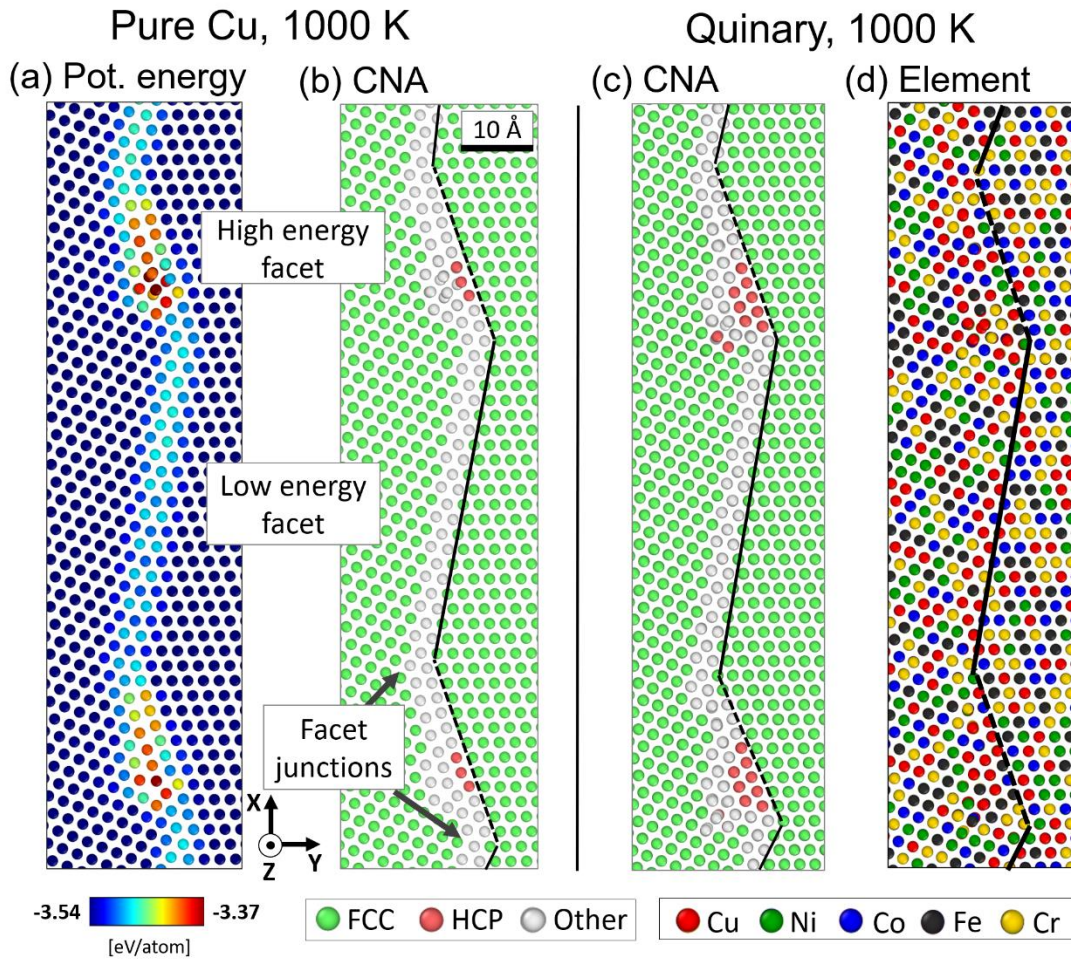 Pure Cu, 1000 K
Quinary, 1000 K
(a) Pot. energy
(b) CNA
(c) CNA
(d) Element
10 Å
High energy
facet
Low energy
facet
Facet
junctions
X
Z
Y
-3.54
-3.37
[eV/atom]
FCC
HCP
Other
Cu
Ni
Co
Fe
Cr